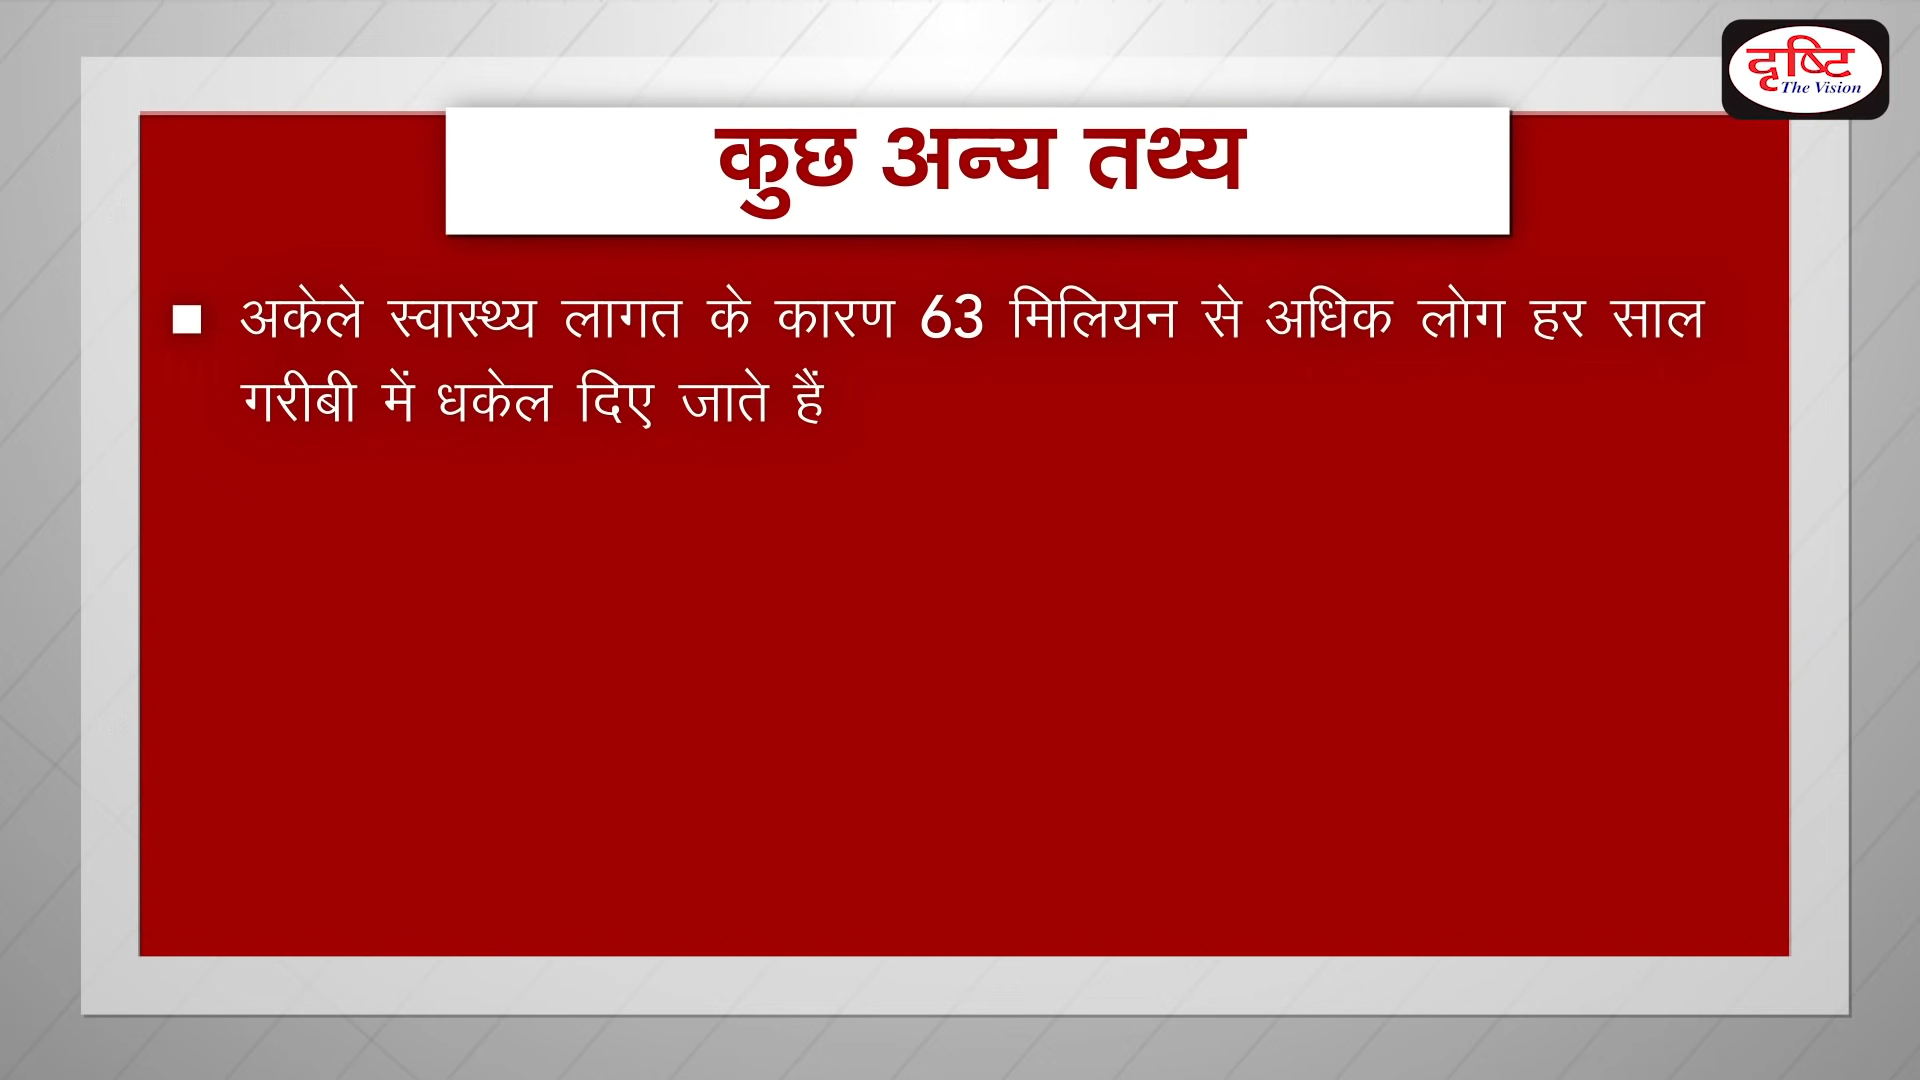 दृष्टि
The Vision
कुछ अन्य तथ्य
■ अकेले स्वास्थ्य लागत के कारण 63 मिलियन से अधिक लोग हर साल
गरीबी में धकेल दिए जाते हैं